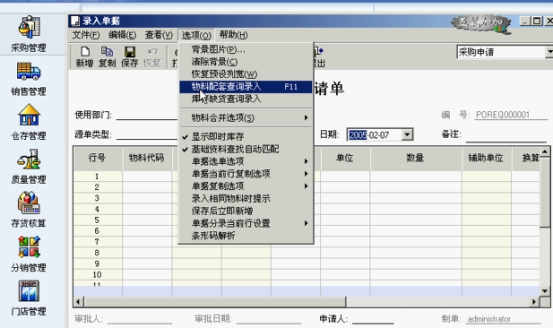 录入单据
文件(F) 编辑(E) 查看(V) 选项(O) 帮助(H)
新增 复制 保存 恢复
采购申请
背景图片(P)...
清除背景(C)
恢复预设列宽(W)
物料配套查询录入 F11
库存缺货查询录入
物料合并选项(S)
显示即时库存
基础资料查找自动匹配
单据选单选项
单据当前行复制选项
单据复制选项
录入相同物料时提示
保存后立即新增
单据分录当前行设置
条形码解析
请单
使用部门:
编 号: POREQ000001
源单类型:
日期: 2005-02-07
备注:
行号 物料代码 单位 数量 辅助单位 换算
1
2
3
4
5
6
7
8
9
10
11
审批人:
审批日期:
申请人:
制单: administrator
采购管理
销售管理
仓存管理
质量管理
存货核算
分销管理
门店管理